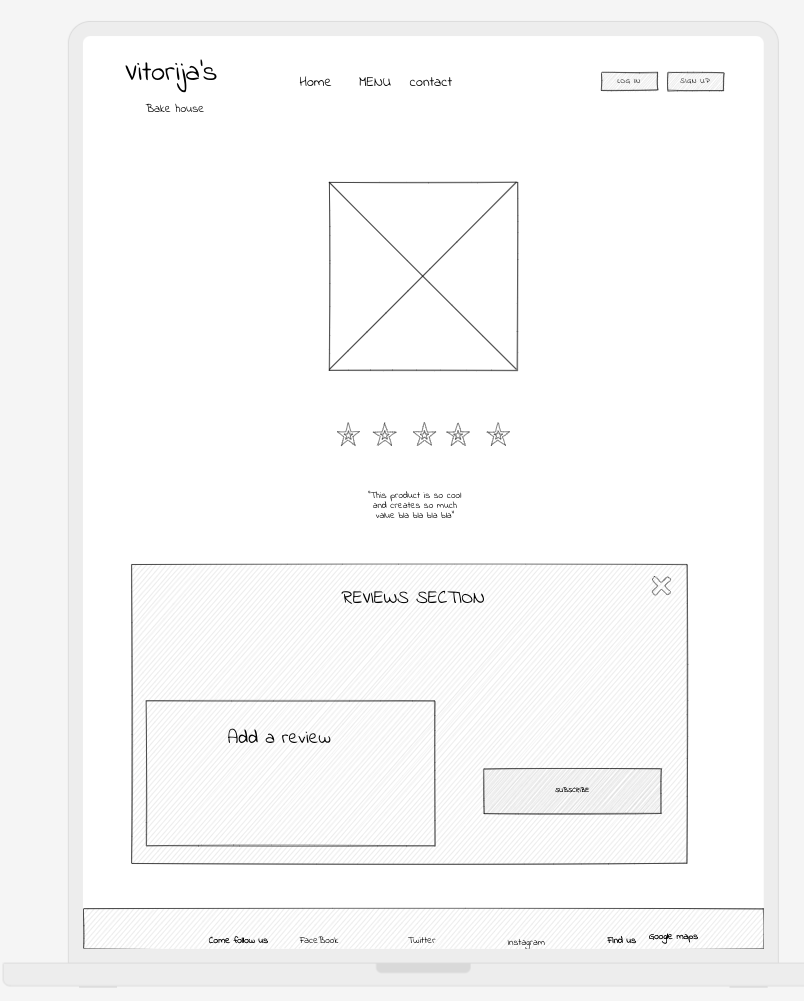 Vitorija's
Bake house
Home MENU contact
LOG IN SIGN UP
"This product is so cool
and creates so much
value bla bla bla bla"
REVIEWS SECTION
Add a review
SUBSCRIBE
Come follow us FaceBook Twitter instagram Find us Google maps